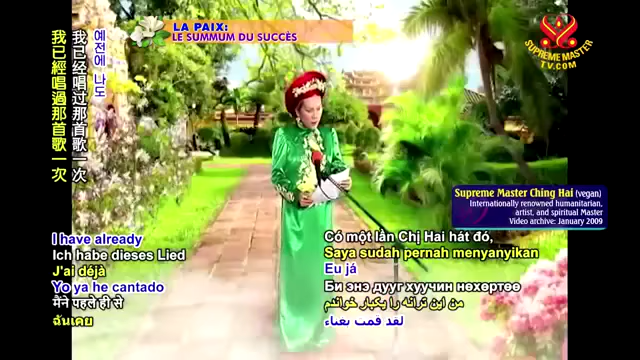 LA PAIX:
LE SUMMUM DU SUCCÈS
SUPREME MASTER
TV.COM
예전에 나도
我已经唱过那首歌一次
我已經唱過那首歌一次
Supreme Master Ching Hai (vegan)
Internationally renowned humanitarian,
artist, and spiritual Master
Video archive: January 2009
I have already
Ich habe dieses Lied
J'ai déjà
Yo ya he cantado
मैंने पहले ही से
ฉันเคย
Có một lần Chị Hai hát đó,
Saya sudah pernah menyanyikan
Eu já
Би энэ дууг хуучин нөхөртөө
من این ترانه را یکبار خواندم
لقد قمت بغناء